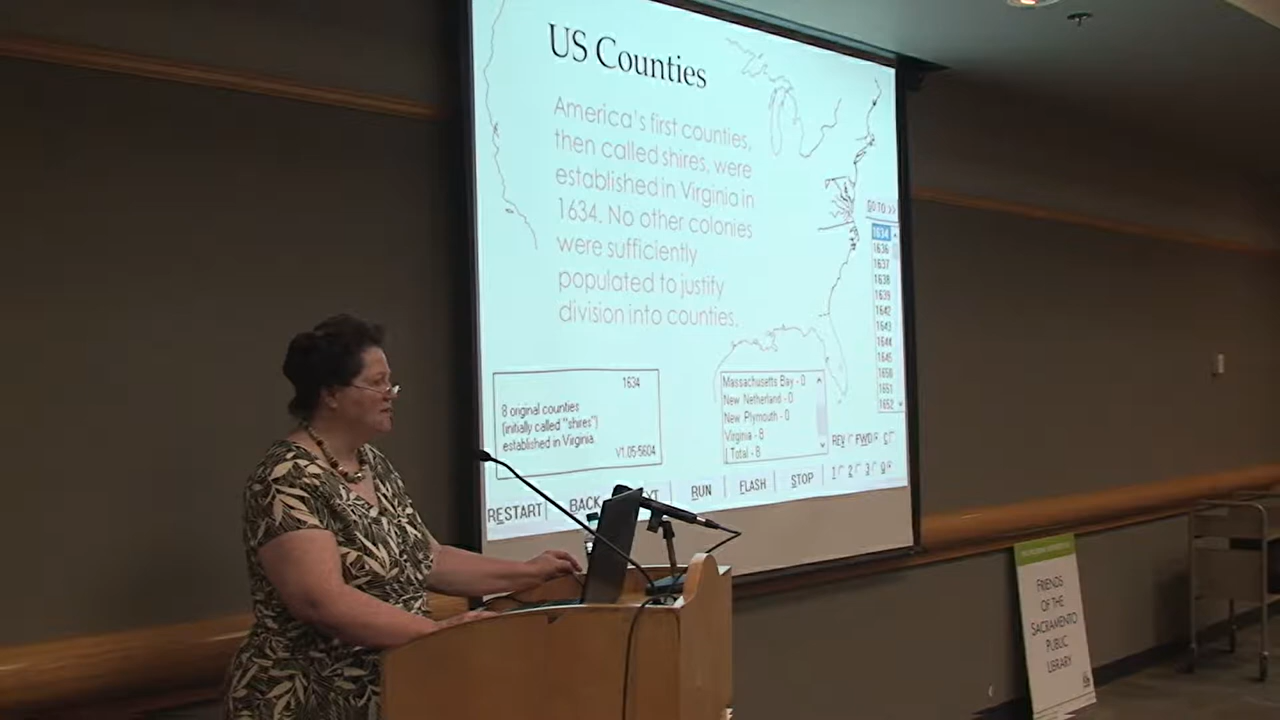 US Counties
America's first counties,
then called shires, were
established in Virginia in
1634. No other colonies
were sufficiently
populated to justify
division into counties.
GO TO >>
1634
1636
1637
1638
1639
1642
1643
1644
1645
1650
1651
1652
1634
8 original counties
(initially called "shires")
established in Virginia.
V1.05-5604
Massachusetts Bay - 0
New Netherland - 0
New Plymouth - 0
Virginia - 8
Total - 8
REV FWD C
RESTART BACK RUN FLASH STOP 1 2 3
FRIENDS
OF THE
SACRAMENTO
PUBLIC
LIBRARY